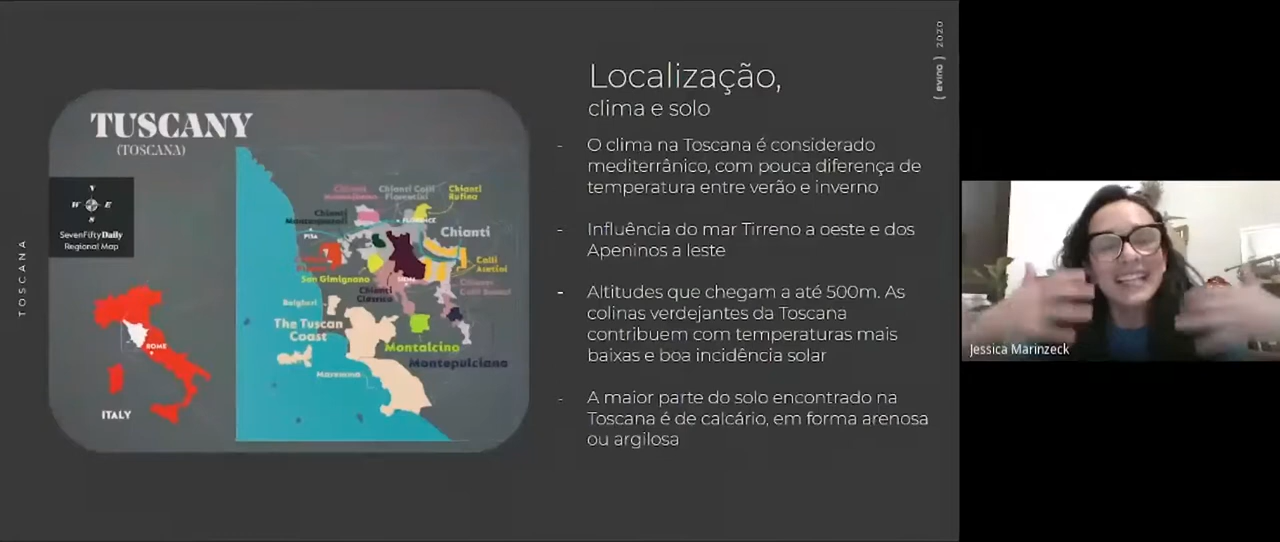 TUSCANY
(TOSCANA)
V
W E
S
SevenFiftyDaily
Regional Map
ROME
ITALY
Chianti Colli
Fiorentini
Chianti
Rufina
Chianti
FLORENCE
PISA
Chianti
Colli
Aretini
San Gimignano
Chianti
Classico
Bolgheri
The Tuscan
Coast
Montalcino
Montepulciano
Maremma
TOSCANA
Localização,
clima e solo
- O clima na Toscana é considerado
mediterrânico, com pouca diferença de
temperatura entre verão e inverno
- Influência do mar Tirreno a oeste e dos
Apeninos a leste
- Altitudes que chegam a até 500m. As
colinas verdejantes da Toscana
contribuem com temperaturas mais
baixas e boa incidência solar
- A maior parte do solo encontrado na
Toscana é de calcário, em forma arenosa
ou argilosa
(evino) 2020
Jessica Marinzeck